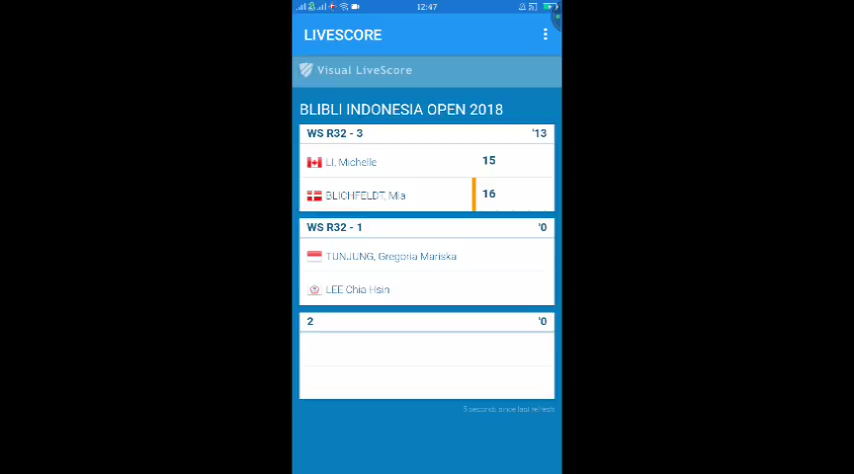 12:47
LIVESCORE
Visual LiveScore
BLIBLI INDONESIA OPEN 2018
WS R32 - 3 '13
LI, Michelle 15
BLICHFELDT, Mia 16
WS R32 - 1 '0
TUNJUNG, Gregoria Mariska
LEE Chia Hsin
2 '0
5 seconds since last refresh